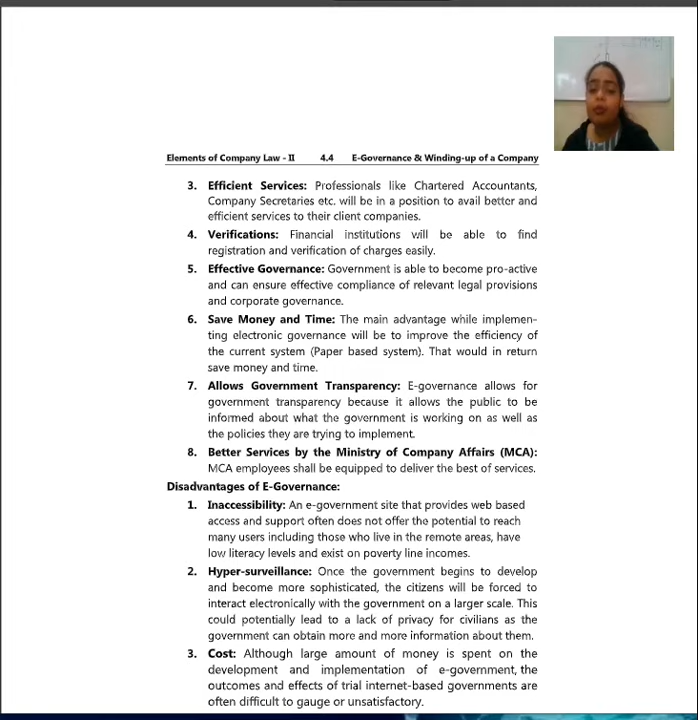 Elements of Company Law - II 4.4 E-Governance & Winding-up of a Company
3. Efficient Services: Professionals like Chartered Accountants,
Company Secretaries etc. will be in a position to avail better and
efficient services to their client companies.
4. Verifications: Financial institutions will be able to find
registration and verification of charges easily.
5. Effective Governance: Government is able to become pro-active
and can ensure effective compliance of relevant legal provisions
and corporate governance.
6. Save Money and Time: The main advantage while implemen-
ting electronic governance will be to improve the efficiency of
the current system (Paper based system). That would in return
save money and time.
7. Allows Government Transparency: E-governance allows for
government transparency because it allows the public to be
informed about what the government is working on as well as
the policies they are trying to implement.
8. Better Services by the Ministry of Company Affairs (MCA):
MCA employees shall be equipped to deliver the best of services.
Disadvantages of E-Governance:
1. Inaccessibility: An e-government site that provides web based
access and support often does not offer the potential to reach
many users including those who live in the remote areas, have
low literacy levels and exist on poverty line incomes.
2. Hyper-surveillance: Once the government begins to develop
and become more sophisticated, the citizens will be forced to
interact electronically with the government on a larger scale. This
could potentially lead to a lack of privacy for civilians as the
government can obtain more and more information about them.
3. Cost: Although large amount of money is spent on the
development and implementation of e-government, the
outcomes and effects of trial internet-based governments are
often difficult to gauge or unsatisfactory.